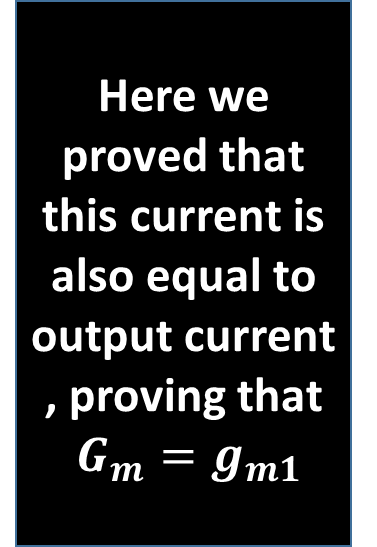 Here we
proved that
this current is
also equal to
output current
, proving that
Gₘ = gₘ₁